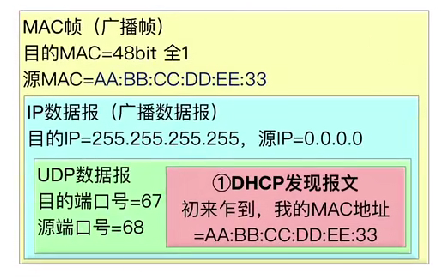 MAC帧（广播帧）
目的MAC=48bit 全1
源MAC=AA:BB:CC:DD:EE:33
IP数据报（广播数据报）
目的IP=255.255.255.255，源IP=0.0.0.0
UDP数据报
目的端口号=67
源端口号=68
①DHCP发现报文
初来乍到，我的MAC地址
=AA:BB:CC:DD:EE:33